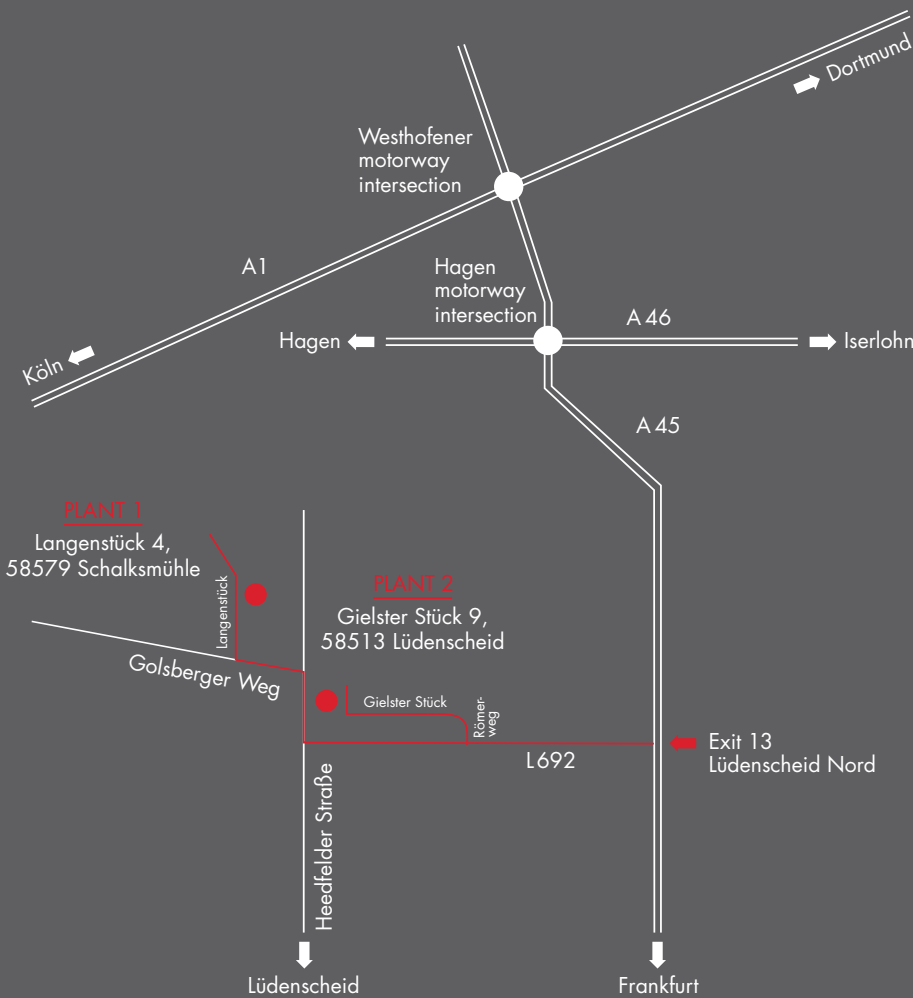 Dortmund
Westhofener
motorway
intersection
A1
Hagen
motorway
intersection
A 46
Hagen
Iserlohn
Köln
A 45
PLANT 1
Langenstück 4,
58579 Schalksmühle
Langenstück
PLANT 2
Gielster Stück 9,
58513 Lüdenscheid
Golsberger Weg
Gielster Stück
Römer-
weg
L692
Exit 13
Lüdenscheid Nord
Heedfelder Straße
Lüdenscheid
Frankfurt